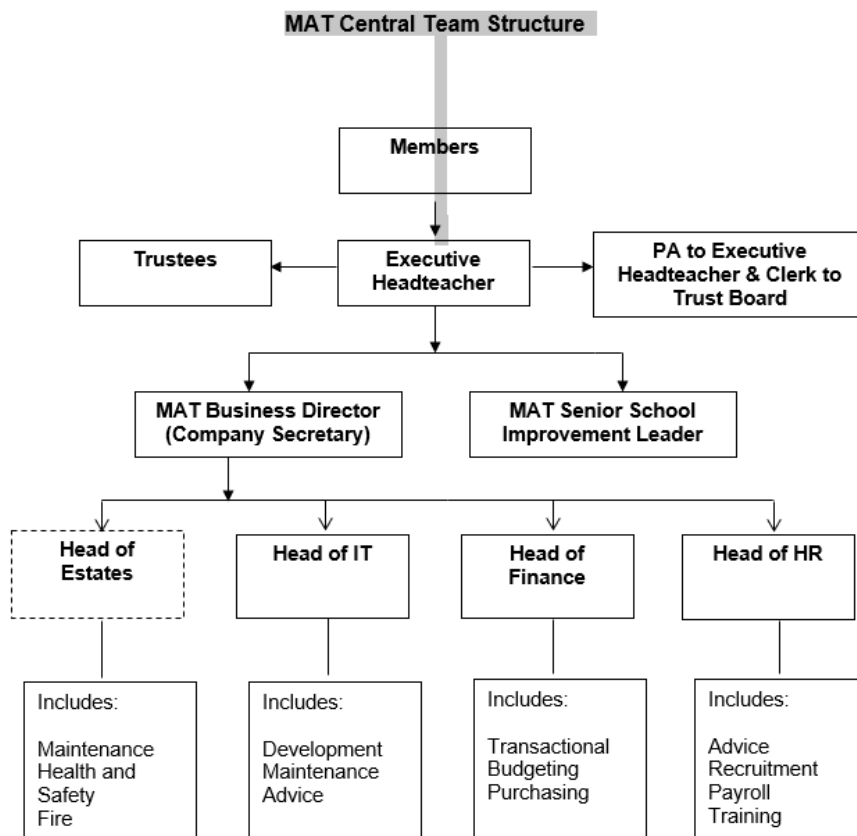 MAT Central Team Structure
Members
Trustees
Executive
Headteacher
PA to Executive
Headteacher & Clerk to
Trust Board
MAT Business Director
(Company Secretary)
MAT Senior School
Improvement Leader
Head of
Estates
Head of IT
Head of
Finance
Head of HR
Includes:
Maintenance
Health and
Safety
Fire
Includes:
Development
Maintenance
Advice
Includes:
Transactional
Budgeting
Purchasing
Includes:
Advice
Recruitment
Payroll
Training